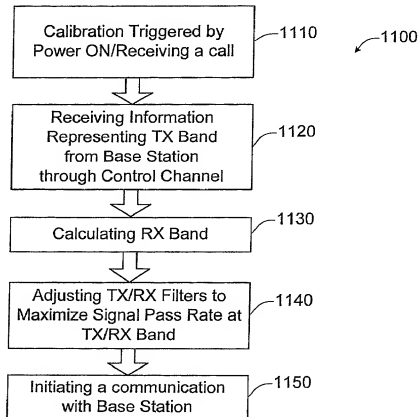 Calibration Triggered by
Power ON/Receiving a call
1110
1100
Receiving Information
Representing TX Band
from Base Station
through Control Channel
1120
Calculating RX Band
1130
Adjusting TX/RX Filters to
Maximize Signal Pass Rate at
TX/RX Band
1140
Initiating a communication
with Base Station
1150